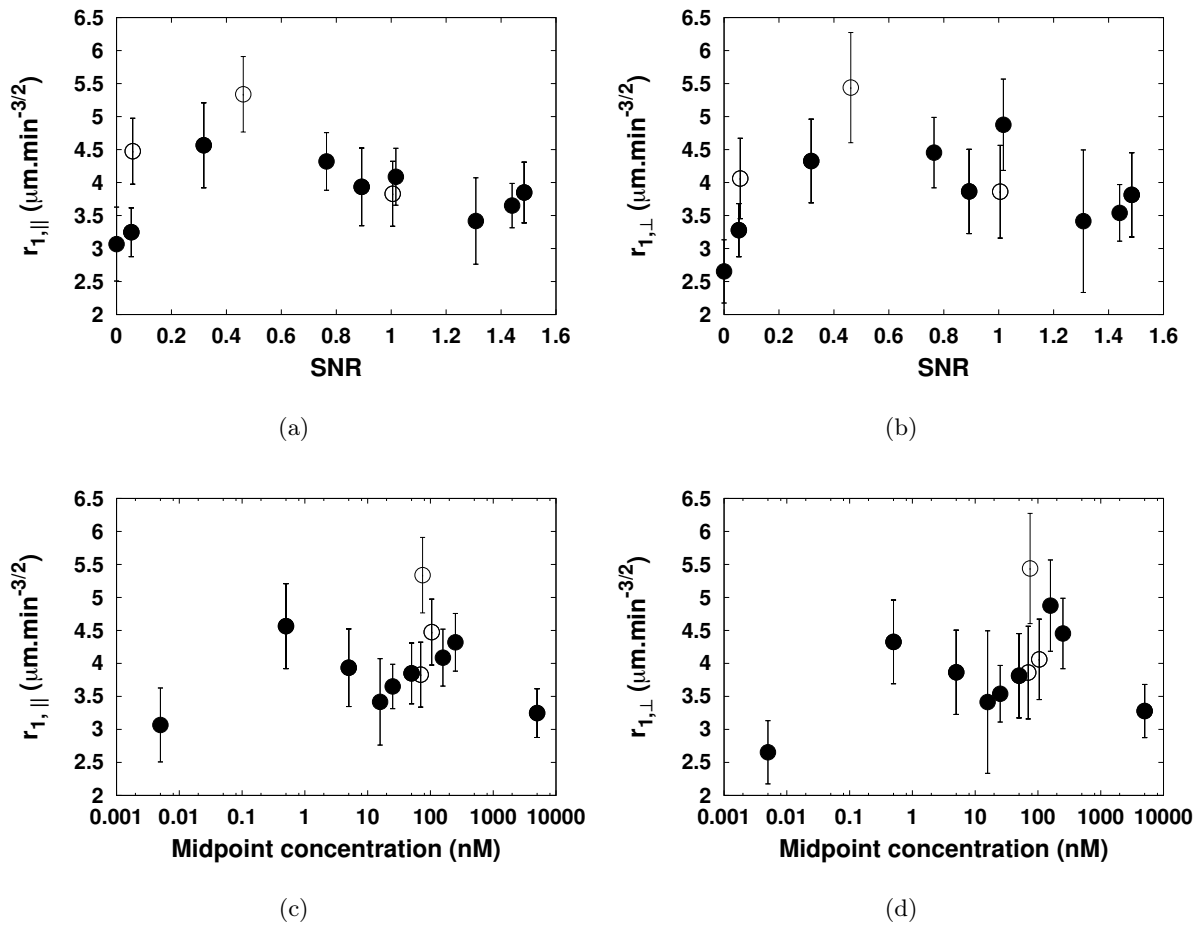 6.5
6
5.5
5
4.5
4
3.5
3
2.5
2
0 0.2 0.4 0.6 0.8 1 1.2 1.4 1.6
r1,|| (μm.min-3/2)
SNR
(a)
6.5
6
5.5
5
4.5
4
3.5
3
2.5
2
0 0.2 0.4 0.6 0.8 1 1.2 1.4 1.6
r1,⊥ (μm.min-3/2)
SNR
(b)
6.5
6
5.5
5
4.5
4
3.5
3
2.5
2
0.001 0.01 0.1 1 10 100 1000 10000
r1, || (μm.min-3/2)
Midpoint concentration (nM)
(c)
6.5
6
5.5
5
4.5
4
3.5
3
2.5
2
0.001 0.01 0.1 1 10 100 1000 10000
r1,⊥ (μm.min-3/2)
Midpoint concentration (nM)
(d)